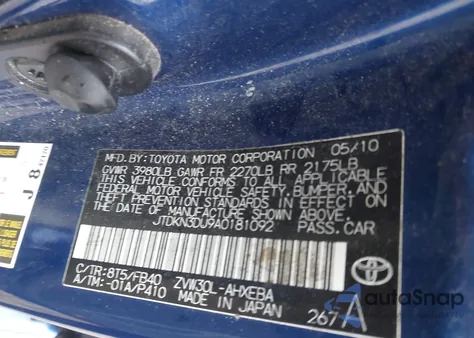 MFD. BY: TOYOTA MOTOR CORPORATION 05/10
GVWR 3980LB GAWR FR 2270LB RR 2175LB
THIS VEHICLE CONFORMS TO ALL APPLICABLE
FEDERAL MOTOR VEHICLE SAFETY, BUMPER, AND
THEFT PREVENTION STANDARDS IN EFFECT ON
THE DATE OF MANUFACTURE SHOWN ABOVE.
JTDKN3DU9A0181092 PASS. CAR
C/TR: 8T5/FB40 ZVW30L-AHXEBA
A/TM: -01A/P410 MADE IN JAPAN
267 A
TOYOTA
J 8
AutoSnap